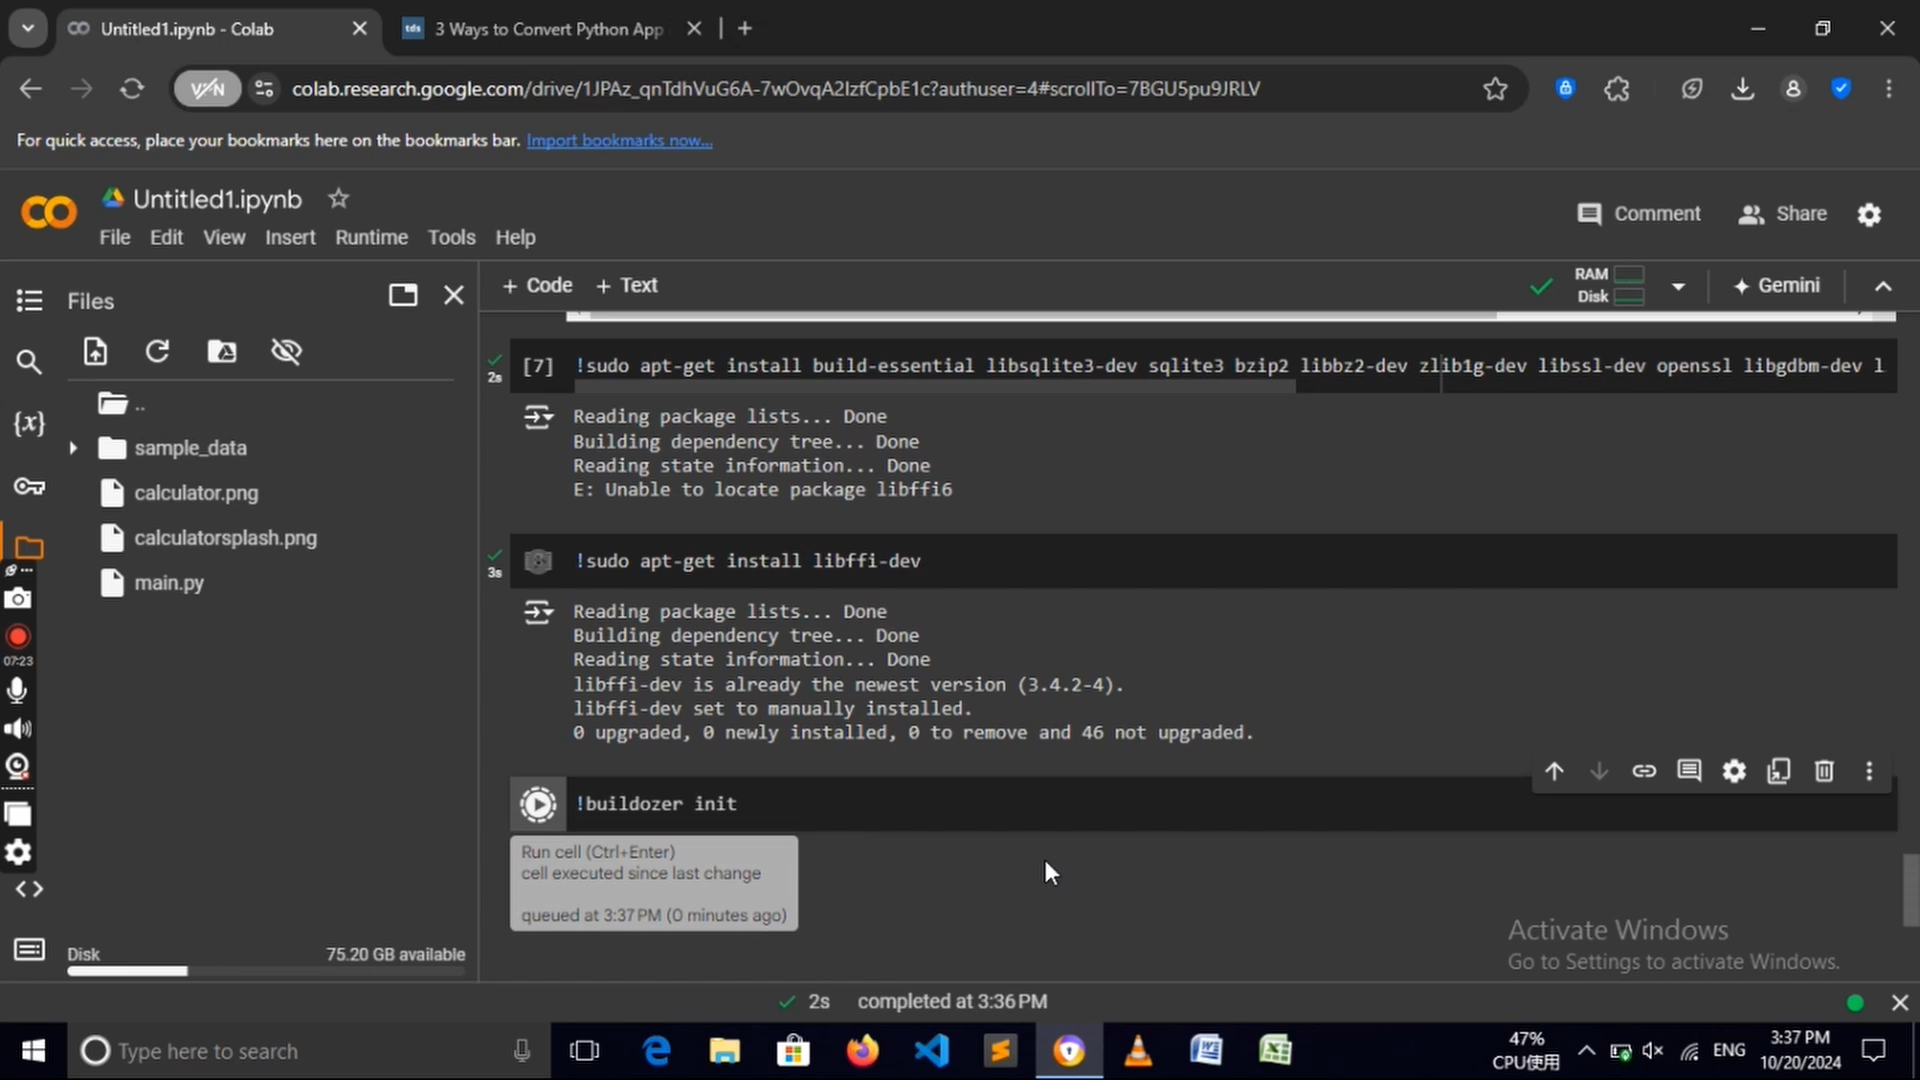 Untitled1.ipynb - Colab
tds
3 Ways to Convert Python App
V/N
colab.research.google.com/drive/1JPAz_qnTdhVuG6A-7wOvqA2IzfCpbE1c?authuser=4#scrollTo=7BGU5pu9JRLV
For quick access, place your bookmarks here on the bookmarks bar. Import bookmarks now...
Untitled1.ipynb
Comment
Share
File Edit View Insert Runtime Tools Help
Files
+ Code + Text
RAM
Disk
Gemini
[7] !sudo apt-get install build-essential libsqlite3-dev sqlite3 bzip2 libbz2-dev zlib1g-dev libssl-dev openssl libgdbm-dev l
2s
Reading package lists... Done
Building dependency tree... Done
Reading state information... Done
E: Unable to locate package libffi6
..
sample_data
calculator.png
calculatorsplash.png
main.py
{x}
!sudo apt-get install libffi-dev
3s
Reading package lists... Done
Building dependency tree... Done
Reading state information... Done
libffi-dev is already the newest version (3.4.2-4).
libffi-dev set to manually installed.
0 upgraded, 0 newly installed, 0 to remove and 46 not upgraded.
07:23
!buildozer init
Run cell (Ctrl+Enter)
cell executed since last change
queued at 3:37 PM (0 minutes ago)
Activate Windows
Go to Settings to activate Windows.
Disk
75.20 GB available
2s completed at 3:36 PM
Type here to search
47%
CPU使用
ENG
3:37 PM
10/20/2024